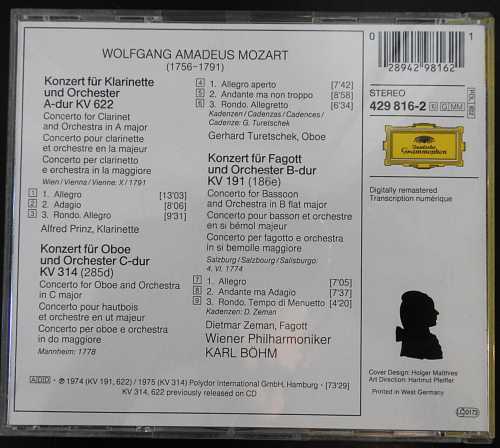 WOLFGANG AMADEUS MOZART
(1756–1791)
Konzert für Klarinette
und Orchester
A-dur KV 622
Concerto for Clarinet
and Orchestra in A major
Concerto pour clarinette
et orchestre en la majeur
Concerto per clarinetto
e orchestra in la maggiore
Wien / Vienna / Vienne: X / 1791
1 1. Allegro [13'03]
2 2. Adagio [8'06]
3 3. Rondo. Allegro [9'31]
Alfred Prinz, Klarinette
Konzert für Oboe
und Orchester C-dur
KV 314 (285d)
Concerto for Oboe and Orchestra
in C major
Concerto pour hautbois
et orchestre en ut majeur
Concerto per oboe e orchestra
in do maggiore
Mannheim: 1778
4 1. Allegro aperto [7'42]
5 2. Andante ma non troppo [8'58]
6 3. Rondo. Allegretto [6'34]
Kadenzen / Cadenzas / Cadences /
Cadenze: G. Turetschek
Gerhard Turetschek, Oboe
Konzert für Fagott
und Orchester B-dur
KV 191 (186e)
Concerto for Bassoon
and Orchestra in B flat major
Concerto pour basson et orchestre
en si bémol majeur
Concerto per fagotto e orchestra
in si bemolle maggiore
Salzburg / Salzbourg / Salisburgo:
4. VI. 1774
7 1. Allegro [7'05]
8 2. Andante ma Adagio [7'37]
9 3. Rondo. Tempo di Menuetto [4'20]
Kadenzen: D. Zeman
Dietmar Zeman, Fagott
Wiener Philharmoniker
KARL BÖHM
ADD · ℗ 1974 (KV 191, 622) / 1975 (KV 314) Polydor International GmbH, Hamburg · [73'29]
KV 314, 622 previously released on CD
0 28942 98162 1
STEREO
429 816-2 GMM
Deutsche
Grammophon
Digitally remastered
Transcription numérique
Cover Design: Holger Matthies
Art Direction: Hartmut Pfeiffer
Printed in West Germany
LC 0173